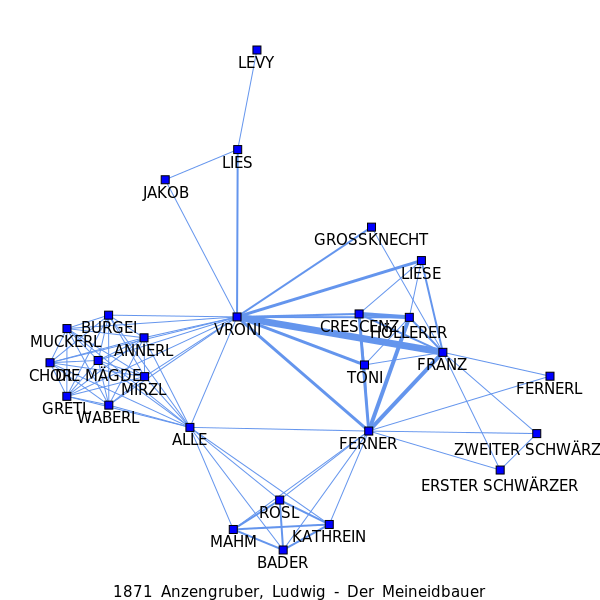 LEVY
LIES
JAKOB
GROSSKNECHT
LIESE
VRONI
CRESCENZ
HÖLLERER
BURGEI
MUCKERL
ANNERL
FRANZ
CHOR
DIE MÄGDE
MIRZL
TONI
FERNERL
GRETL
WABERL
ALLE
FERNER
ZWEITER SCHWÄRZ
ERSTER SCHWÄRZER
ROSL
MAHM
KATHREIN
BADER
1871 Anzengruber, Ludwig - Der Meineidbauer